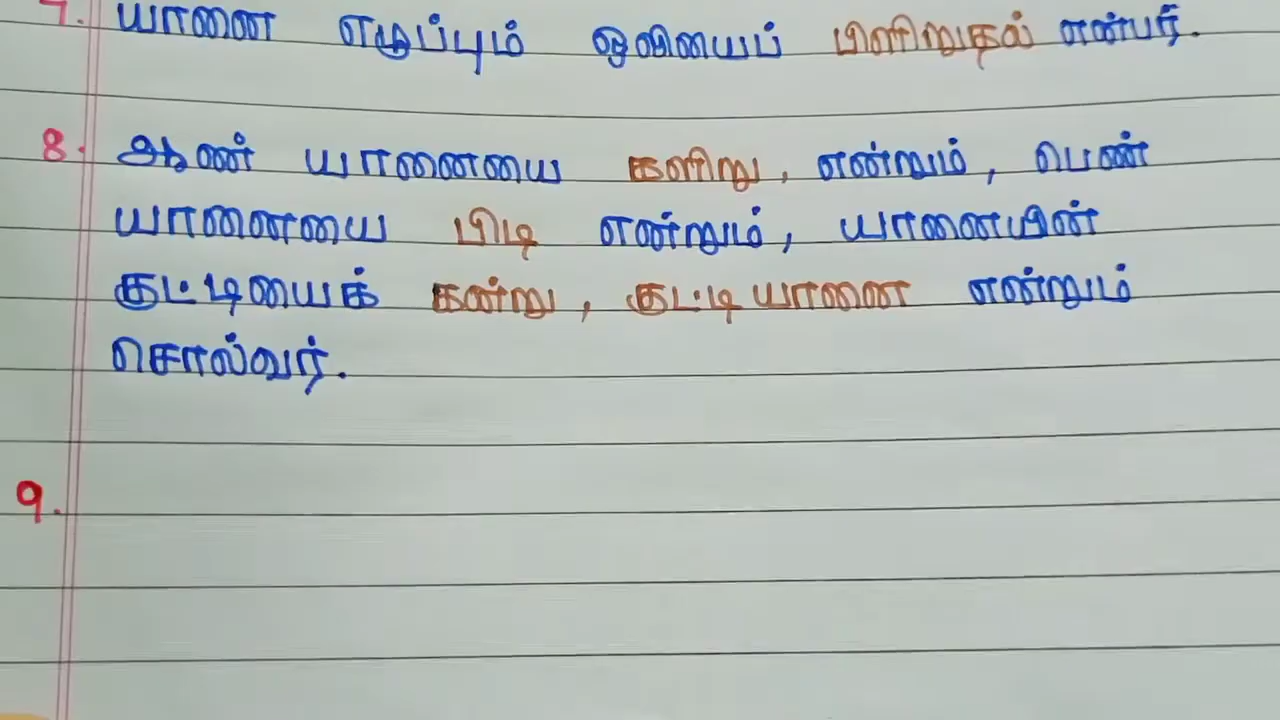 7. யானை எழுப்பும் ஒலியைப் பிளிறுதல் என்பர்.
8. ஆண் யானையை களிறு, என்றும், பெண்
யானையை பிடி என்றும், யானையின்
குட்டியைக் கன்று, குட்டி யானை என்றும்
சொல்வர்.
9.